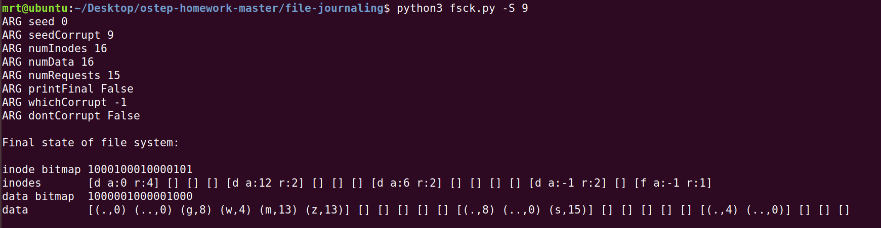 mrt@ubuntu:~/Desktop/ostep-homework-master/file-journaling$ python3 fsck.py -S 9
ARG seed 0
ARG seedCorrupt 9
ARG numInodes 16
ARG numData 16
ARG numRequests 15
ARG printFinal False
ARG whichCorrupt -1
ARG dontCorrupt False
Final state of file system:
inode bitmap 1000100010000101
inodes [d a:0 r:4] [] [] [] [d a:12 r:2] [] [] [] [d a:6 r:2] [] [] [] [] [d a:-1 r:2] [] [f a:-1 r:1]
data bitmap 1000001000001000
data [(.,0) (..,0) (g,8) (w,4) (m,13) (z,13)] [] [] [] [] [] [(.,8) (..,0) (s,15)] [] [] [] [] [] [(.,4) (..,0)] [] [] []